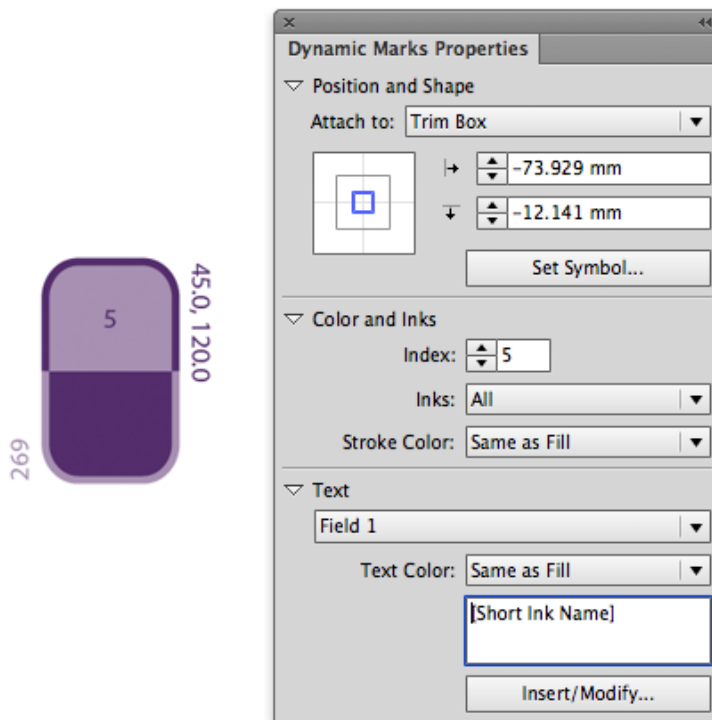 Dynamic Marks Properties
Position and Shape
Attach to: Trim Box
-73.929 mm
-12.141 mm
Set Symbol...
Color and Inks
Index: 5
Inks: All
Stroke Color: Same as Fill
Text
Field 1
Text Color: Same as Fill
[Short Ink Name]
Insert/Modify...
5
45.0, 120.0
269